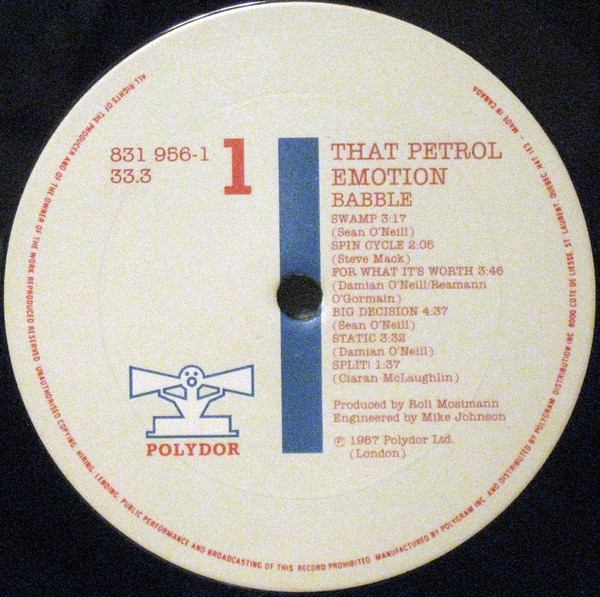 831 956-1
33.3
1
THAT PETROL
EMOTION
BABBLE
SWAMP 3:17
(Sean O'Neill)
SPIN CYCLE 2:05
(Steve Mack)
FOR WHAT IT'S WORTH 3:46
(Damian O'Neill/Reamann
O'Gormain)
BIG DECISION 4:37
(Sean O'Neill)
STATIC 3:32
(Damian O'Neill)
SPLIT! 1:37
(Ciaran McLaughlin)
Produced by Roli Mosimann
Engineered by Mike Johnson
℗ 1987 Polydor Ltd.
(London)
POLYDOR
ALL RIGHTS OF THE PRODUCER AND OF THE OWNER OF THE WORK REPRODUCED RESERVED. UNAUTHORISED COPYING, HIRING, LENDING, PUBLIC PERFORMANCE AND BROADCASTING OF THIS RECORD PROHIBITED. MANUFACTURED BY POLYGRAM INC. AND DISTRIBUTED BY POLYGRAM DISTRIBUTION INC. 6000 COTE DE LIESSE, ST. LAURENT, QUEBEC H4T 1E3 – MADE IN CANADA